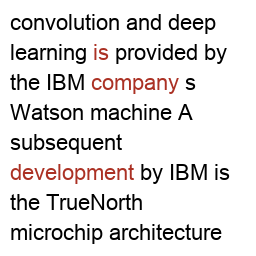 convolution and deep
learning is provided by
the IBM company s
Watson machine A
subsequent
development by IBM is
the TrueNorth
microchip architecture